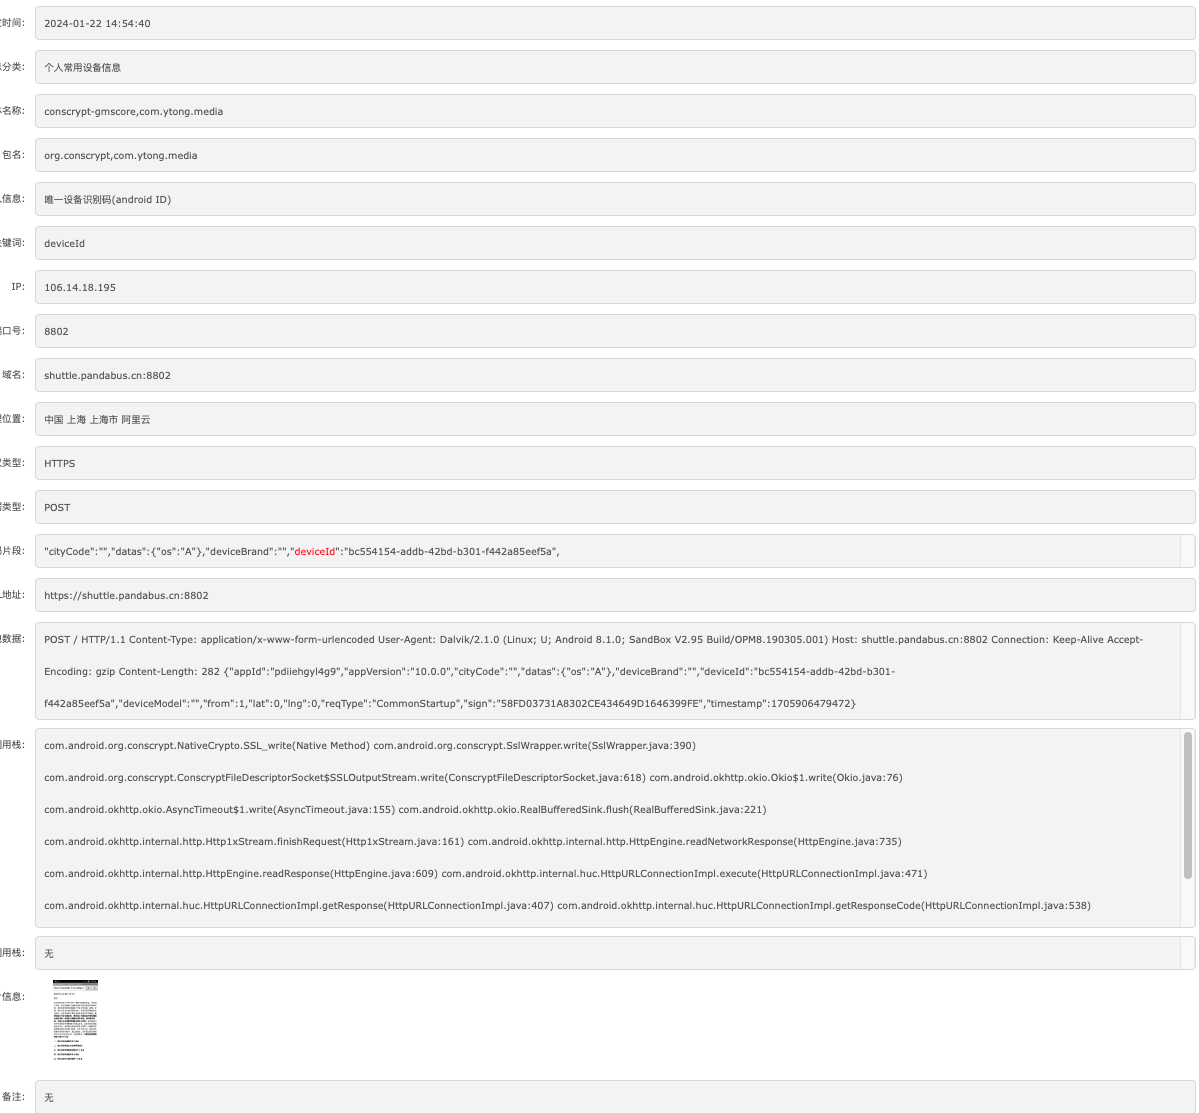 时间:
2024-01-22 14:54:40
分类:
个人常用设备信息
名称:
conscrypt-gmscore,com.ytong.media
包名:
org.conscrypt,com.ytong.media
信息:
唯一设备识别码(android ID)
键词:
deviceId
IP:
106.14.18.195
口号:
8802
域名:
shuttle.pandabus.cn:8802
位置:
中国 上海 上海市 阿里云
类型:
HTTPS
类型:
POST
片段:
"cityCode":"","datas":{"os":"A"},"deviceBrand":"","deviceId":"bc554154-addb-42bd-b301-f442a85eef5a",
地址:
https://shuttle.pandabus.cn:8802
数据:
POST / HTTP/1.1 Content-Type: application/x-www-form-urlencoded User-Agent: Dalvik/2.1.0 (Linux; U; Android 8.1.0; SandBox V2.95 Build/OPM8.190305.001) Host: shuttle.pandabus.cn:8802 Connection: Keep-Alive Accept-
Encoding: gzip Content-Length: 282 {"appId":"pdiiehgyl4g9","appVersion":"10.0.0","cityCode":"","datas":{"os":"A"},"deviceBrand":"","deviceId":"bc554154-addb-42bd-b301-
f442a85eef5a","deviceModel":"","from":1,"lat":0,"lng":0,"reqType":"CommonStartup","sign":"58FD03731A8302CE434649D1646399FE","timestamp":1705906479472}
用栈:
com.android.org.conscrypt.NativeCrypto.SSL_write(Native Method) com.android.org.conscrypt.SslWrapper.write(SslWrapper.java:390)
com.android.org.conscrypt.ConscryptFileDescriptorSocket$SSLOutputStream.write(ConscryptFileDescriptorSocket.java:618) com.android.okhttp.okio.Okio$1.write(Okio.java:76)
com.android.okhttp.okio.AsyncTimeout$1.write(AsyncTimeout.java:155) com.android.okhttp.okio.RealBufferedSink.flush(RealBufferedSink.java:221)
com.android.okhttp.internal.http.Http1xStream.finishRequest(Http1xStream.java:161) com.android.okhttp.internal.http.HttpEngine.readNetworkResponse(HttpEngine.java:735)
com.android.okhttp.internal.http.HttpEngine.readResponse(HttpEngine.java:609) com.android.okhttp.internal.huc.HttpURLConnectionImpl.execute(HttpURLConnectionImpl.java:471)
com.android.okhttp.internal.huc.HttpURLConnectionImpl.getResponse(HttpURLConnectionImpl.java:407) com.android.okhttp.internal.huc.HttpURLConnectionImpl.getResponseCode(HttpURLConnectionImpl.java:538)
用栈:
无
信息:
备注:
无